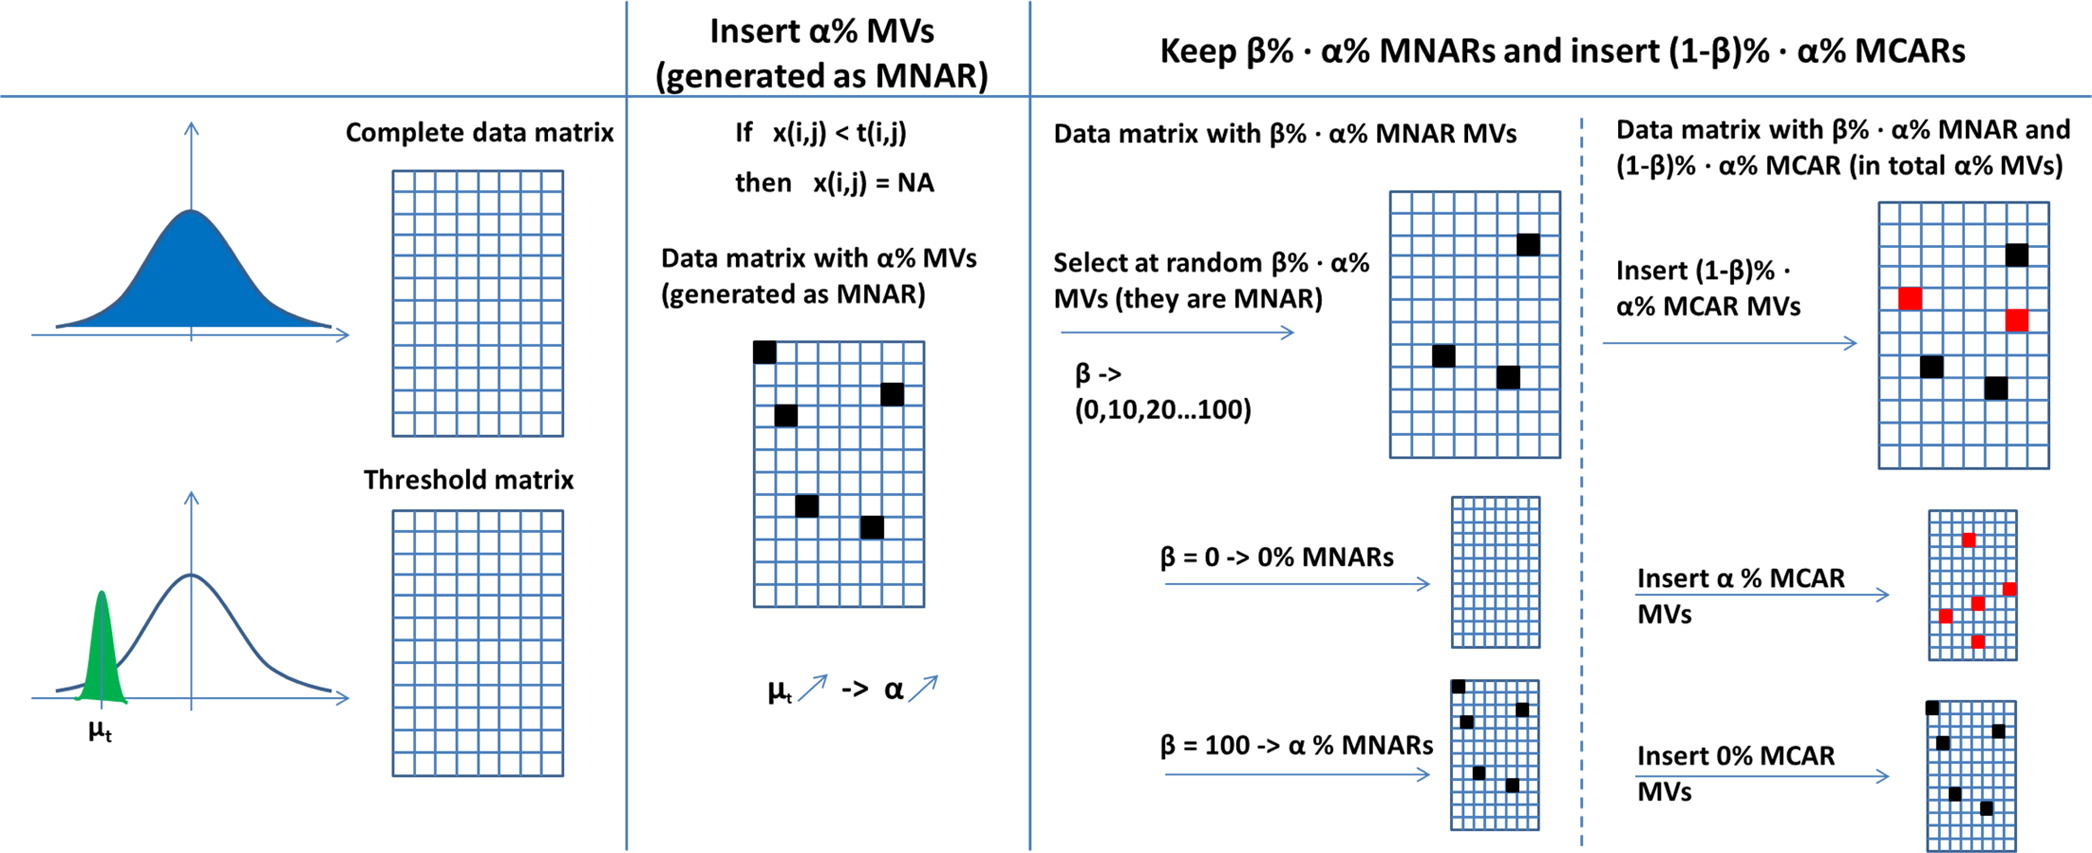 Insert α% MVs
(generated as MNAR)
Keep β% · α% MNARs and insert (1-β)% · α% MCARs
Complete data matrix
Threshold matrix
μt
If x(i,j) < t(i,j)
then x(i,j) = NA
Data matrix with α% MVs
(generated as MNAR)
μt -> α
Data matrix with β% · α% MNAR MVs
Select at random β% · α%
MVs (they are MNAR)
β ->
(0,10,20...100)
β = 0 -> 0% MNARs
β = 100 -> α % MNARs
Data matrix with β% · α% MNAR and
(1-β)% · α% MCAR (in total α% MVs)
Insert (1-β)% ·
α% MCAR MVs
Insert α % MCAR
MVs
Insert 0% MCAR
MVs